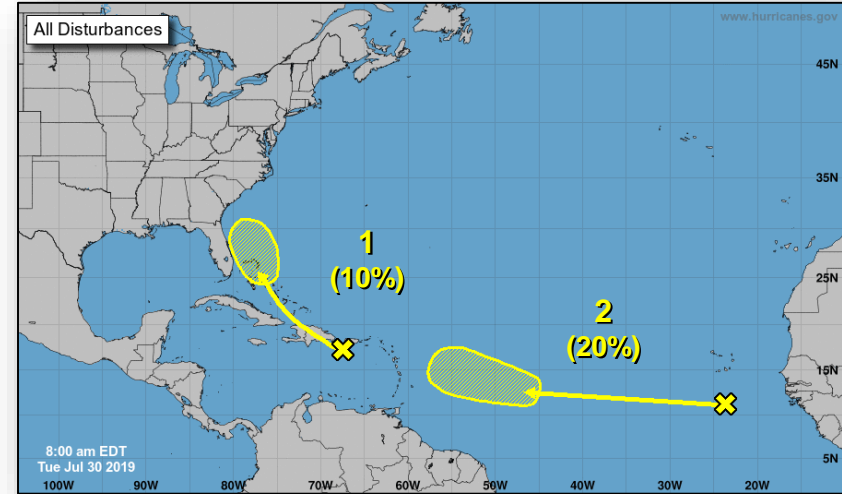 All Disturbances
www.hurricanes.gov
45N
35N
1
(10%)
25N
2
(20%)
15N
8:00 am EDT
Tue Jul 30 2019
5N
100W 90W 80W 70W 60W 50W 40W 30W 20W 10W